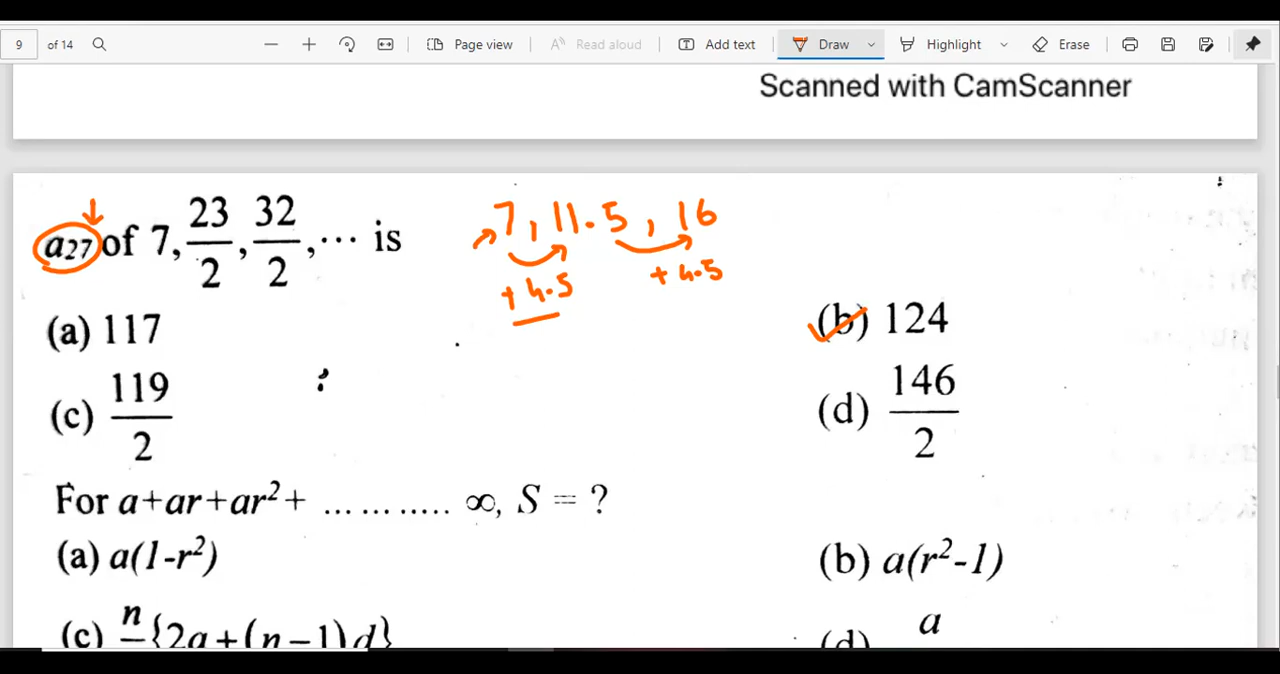 9 of 14 Page view Read aloud Add text Draw Highlight Erase
Scanned with CamScanner
a27 of 7, 23/2, 32/2, ... is
7, 11.5, 16
+4.5 +4.5
(a) 117 (b) 124
(c) 119/2 (d) 146/2
For a+ar+ar²+ ........... ∞, S = ?
(a) a(1-r²) (b) a(r²-1)
(c) n {2a+(n−1)d} (d) a